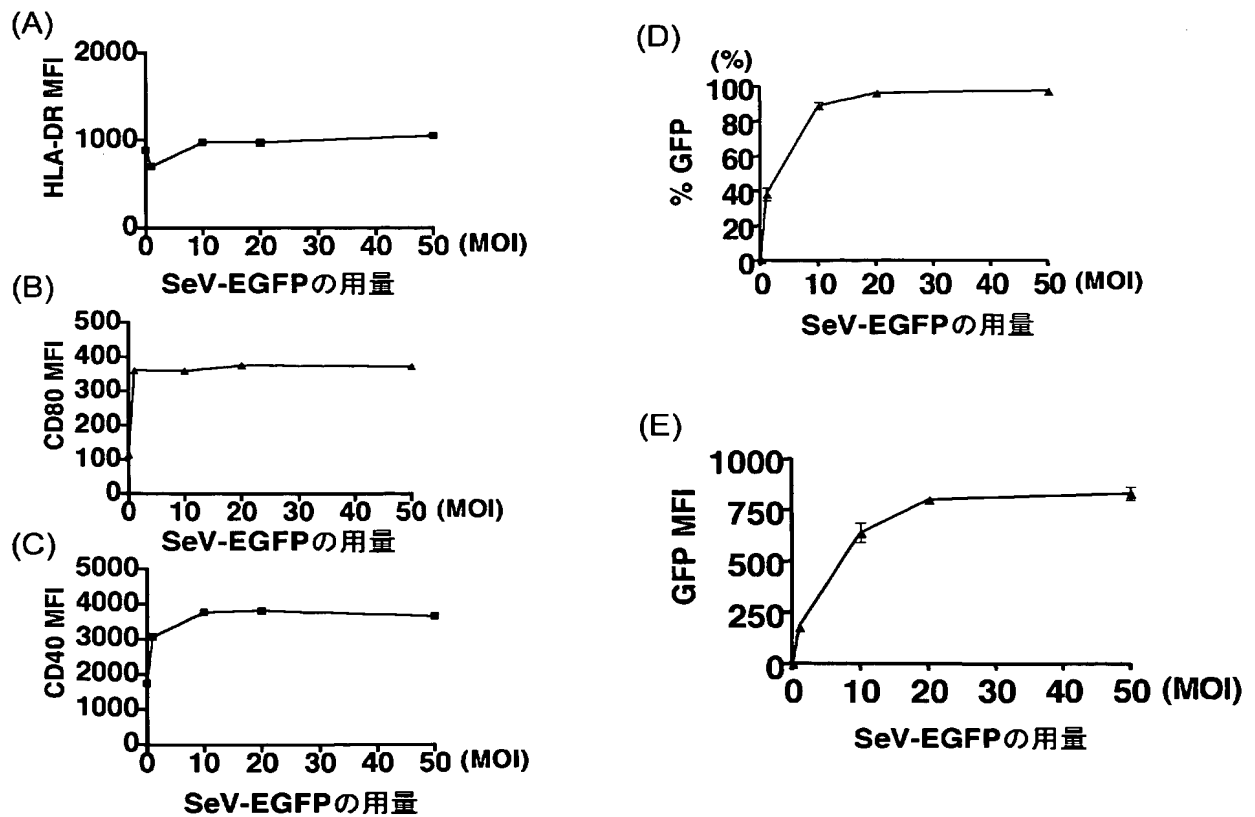 (A)
HLA-DR MFI
2000
1000
0
0 10 20 30 40 50 (MOI)
SeV-EGFPの用量
(B)
CD80 MFI
500
400
300
200
100
0
0 10 20 30 40 50 (MOI)
SeV-EGFPの用量
(C)
CD40 MFI
5000
4000
3000
2000
1000
0
0 10 20 30 40 50 (MOI)
SeV-EGFPの用量
(D)
(%)
% GFP
100
80
60
40
20
0
0 10 20 30 40 50 (MOI)
SeV-EGFPの用量
(E)
GFP MFI
1000
750
500
250
0
0 10 20 30 40 50 (MOI)
SeV-EGFPの用量